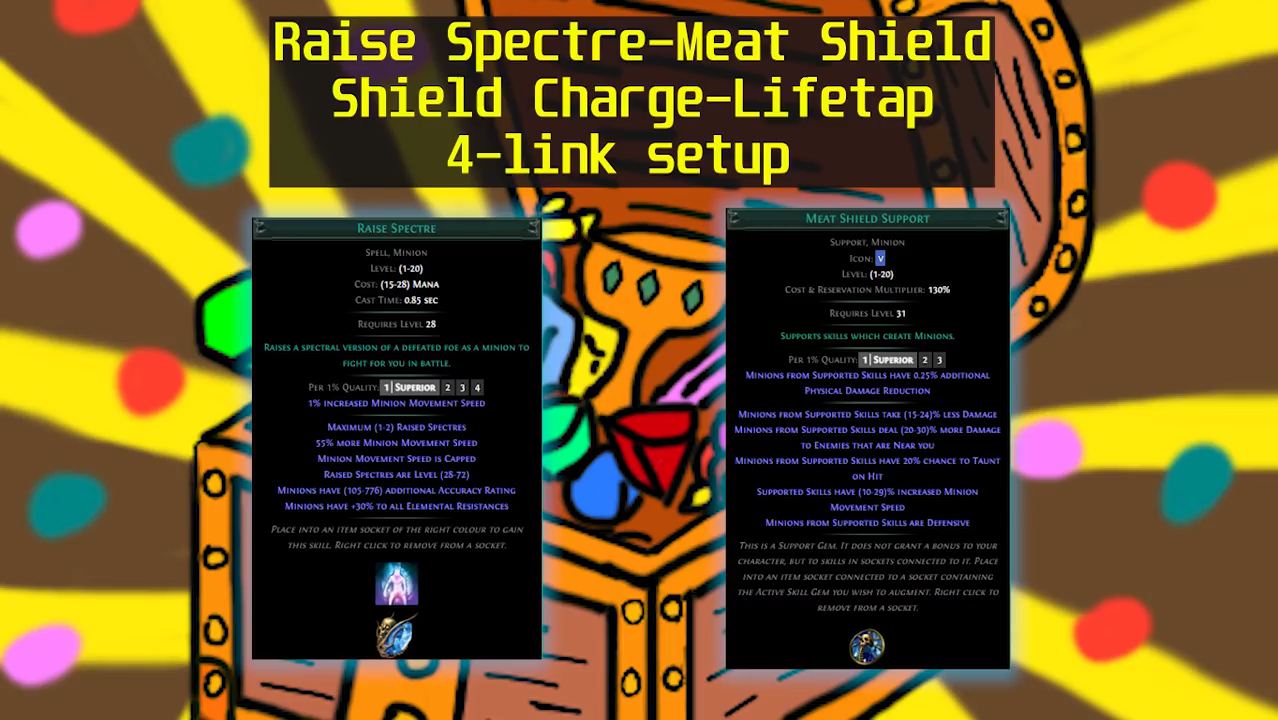 Raise Spectre-Meat Shield
Shield Charge-Lifetap
4-link setup
RAISE SPECTRE
SPELL, MINION
LEVEL: (1-20)
COST: (15-28) MANA
CAST TIME: 0.85 SEC
REQUIRES LEVEL 28
RAISES A SPECTRAL VERSION OF A DEFEATED FOE AS A MINION TO
FIGHT FOR YOU IN BATTLE.
PER 1% QUALITY: 1 | SUPERIOR 2 3 4
1% INCREASED MINION MOVEMENT SPEED
MAXIMUM (1-2) RAISED SPECTRES
55% MORE MINION MOVEMENT SPEED
MINION MOVEMENT SPEED IS CAPPED
RAISED SPECTRES ARE LEVEL (28-72)
MINIONS HAVE (105-776) ADDITIONAL ACCURACY RATING
MINIONS HAVE +30% TO ALL ELEMENTAL RESISTANCES
PLACE INTO AN ITEM SOCKET OF THE RIGHT COLOUR TO GAIN
THIS SKILL. RIGHT CLICK TO REMOVE FROM A SOCKET.
MEAT SHIELD SUPPORT
SUPPORT, MINION
ICON: V
LEVEL: (1-20)
COST & RESERVATION MULTIPLIER: 130%
REQUIRES LEVEL 31
SUPPORTS SKILLS WHICH CREATE MINIONS.
PER 1% QUALITY: 1 | SUPERIOR 2 3
MINIONS FROM SUPPORTED SKILLS HAVE 0.25% ADDITIONAL
PHYSICAL DAMAGE REDUCTION
MINIONS FROM SUPPORTED SKILLS TAKE (15-24)% LESS DAMAGE
MINIONS FROM SUPPORTED SKILLS DEAL (20-30)% MORE DAMAGE
TO ENEMIES THAT ARE NEAR YOU
MINIONS FROM SUPPORTED SKILLS HAVE 20% CHANCE TO TAUNT
ON HIT
SUPPORTED SKILLS HAVE (10-29)% INCREASED MINION
MOVEMENT SPEED
MINIONS FROM SUPPORTED SKILLS ARE DEFENSIVE
THIS IS A SUPPORT GEM. IT DOES NOT GRANT A BONUS TO YOUR
CHARACTER, BUT TO SKILLS IN SOCKETS CONNECTED TO IT. PLACE
INTO AN ITEM SOCKET CONNECTED TO A SOCKET CONTAINING
THE ACTIVE SKILL GEM YOU WISH TO AUGMENT. RIGHT CLICK TO
REMOVE FROM A SOCKET.